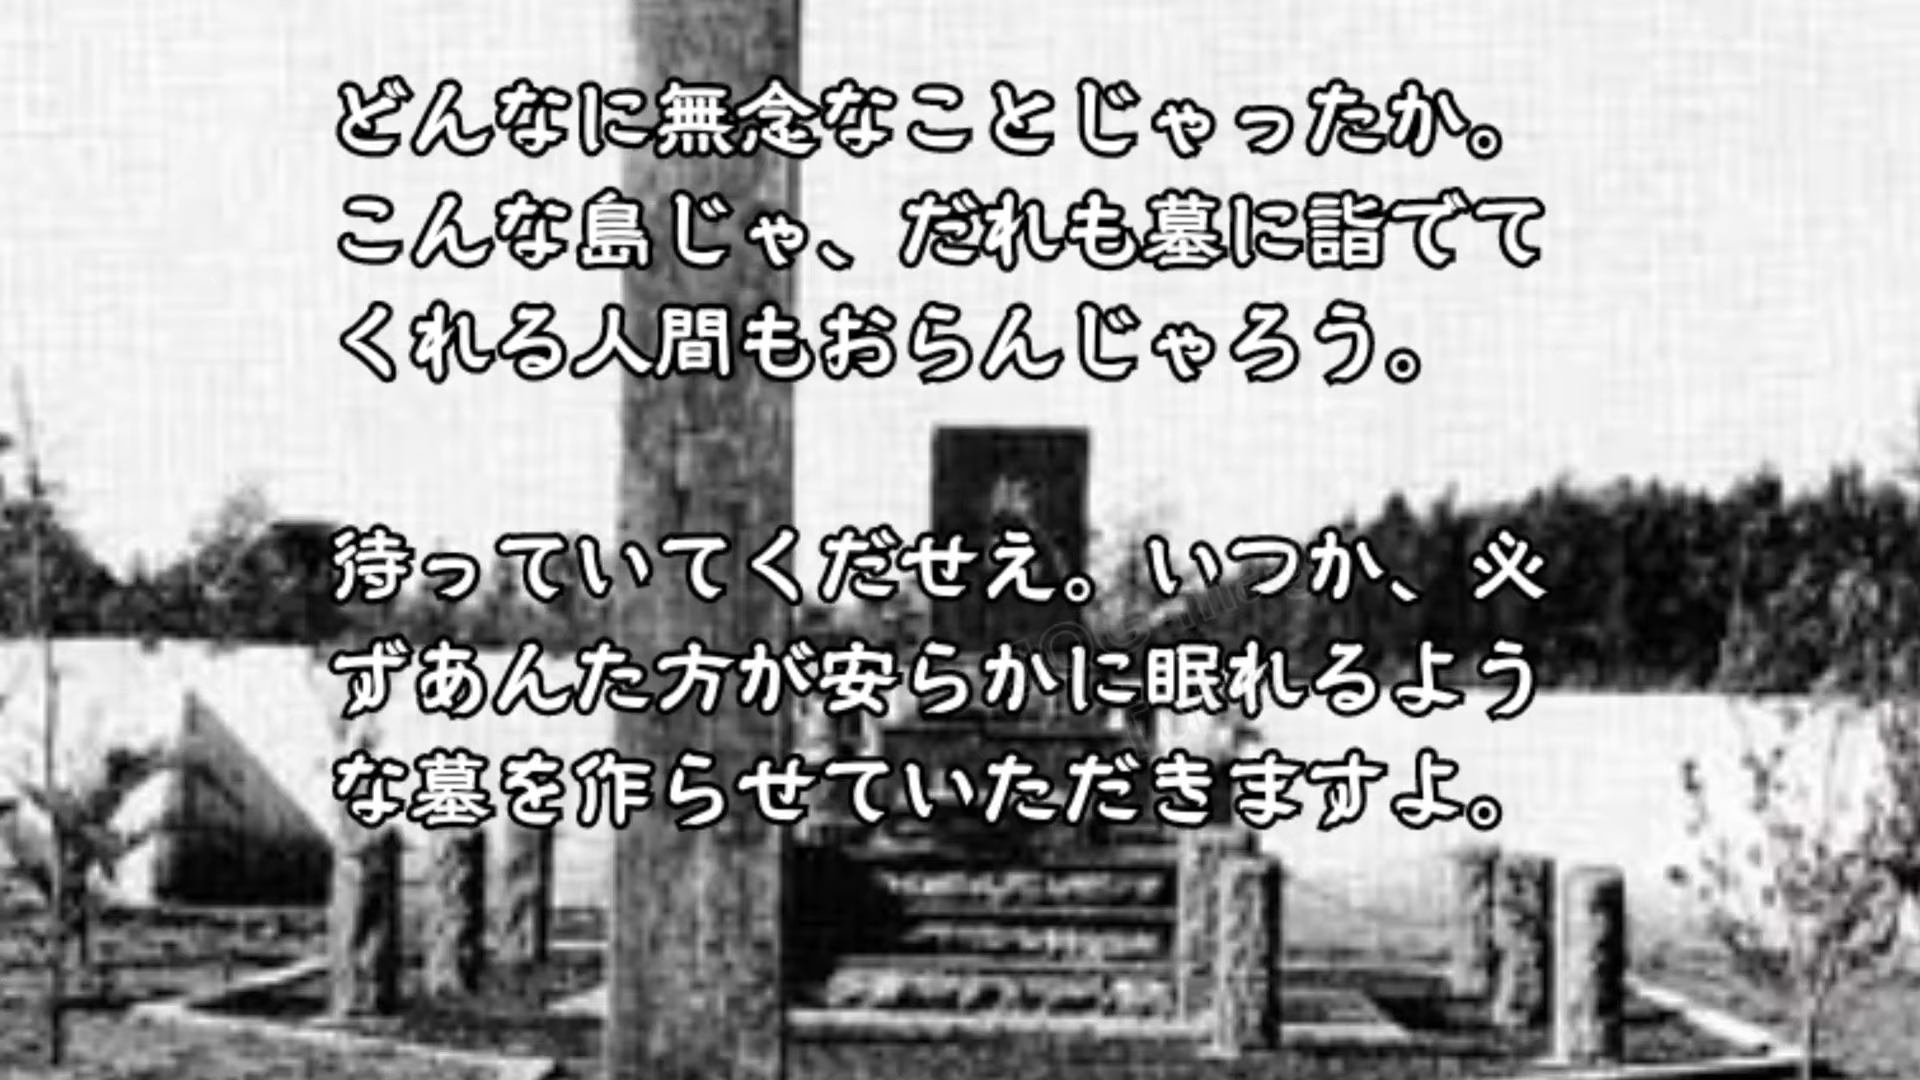 どんなに無念なことじゃったか。
こんな島じゃ、だれも墓に詣でて
くれる人間もおらんじゃろう。
待っていてくだせえ。いつか、必
ずあんた方が安らかに眠れるよう
な墓を作らせていただきますよ。